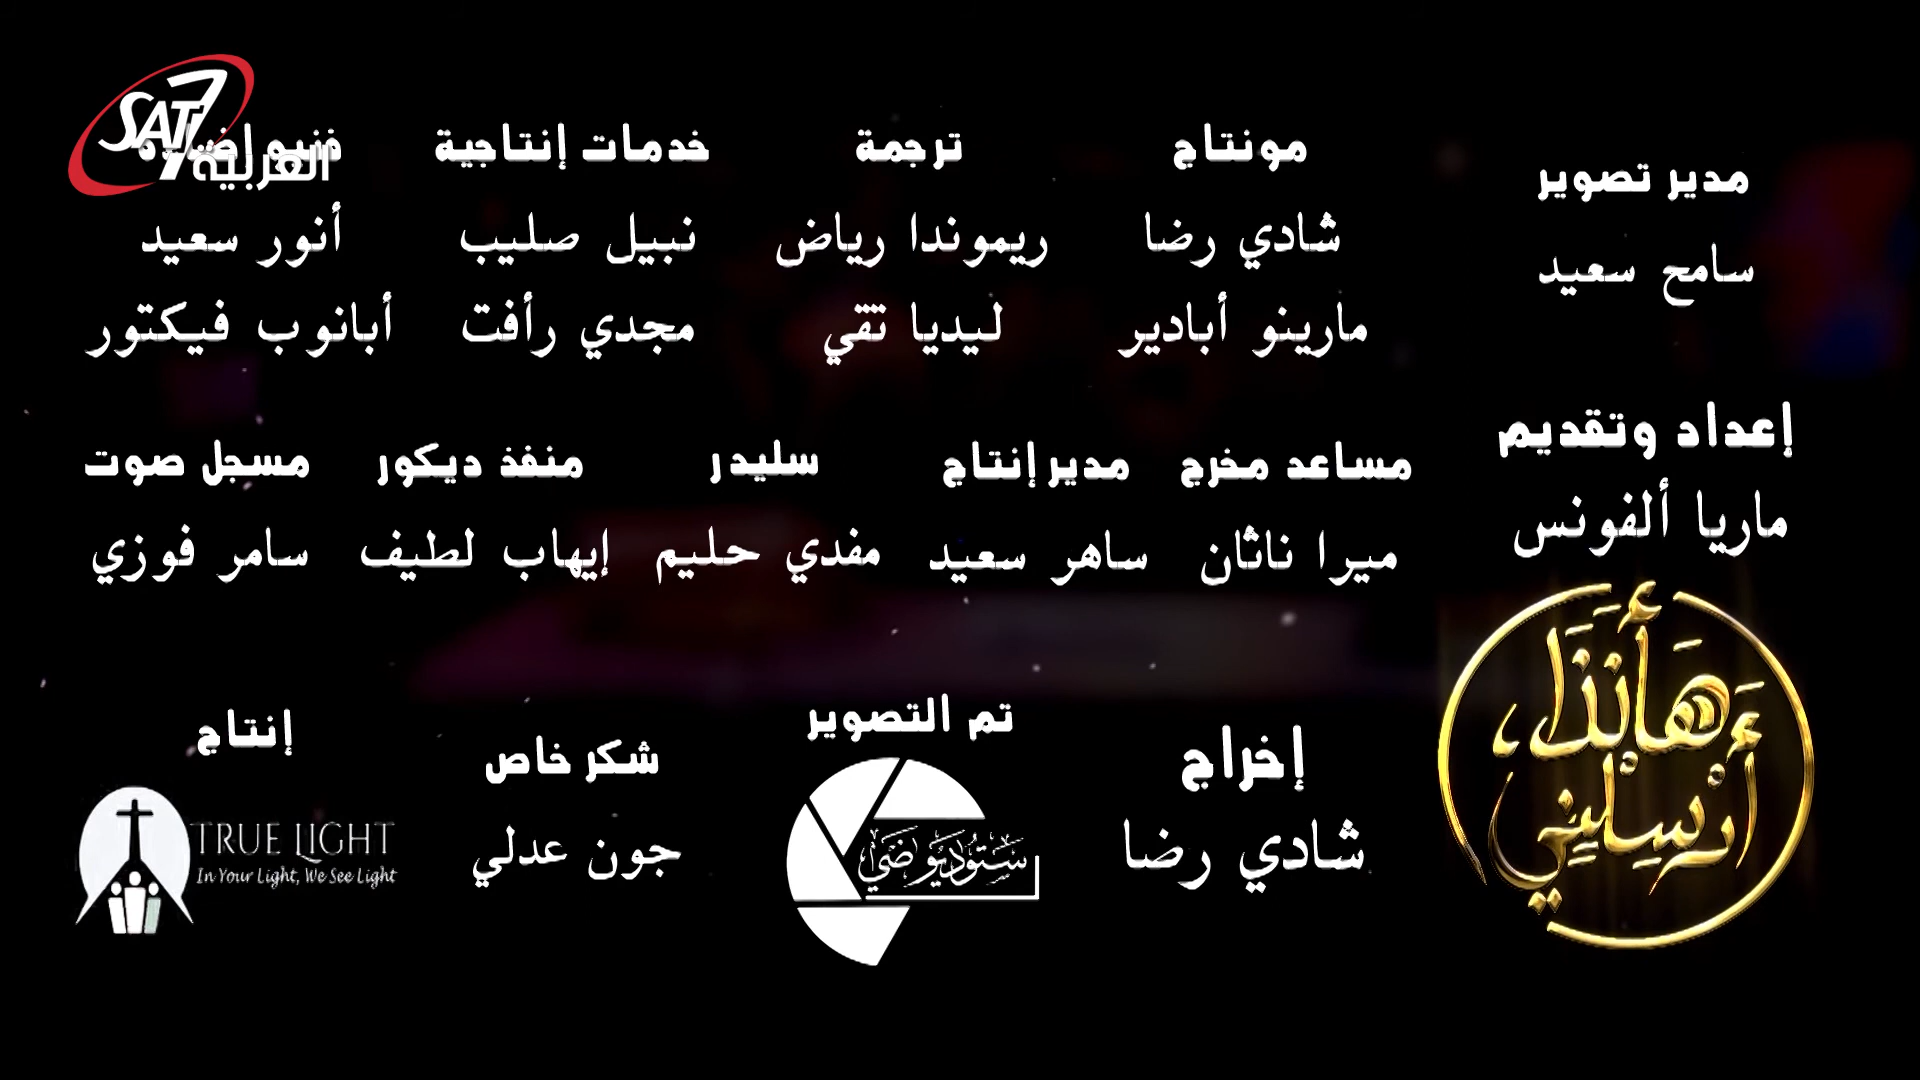 SAT7
العربية
مدير تصوير
سامح سعيد
مونتاج
شادي رضا
مارينو أبادير
ترجمة
ريموندا رياض
ليديا تقي
خدمات إنتاجية
نبيل صليب
مجدي رأفت
فنيو إضاءة
أنور سعيد
أبانوب فيكتور
إعداد وتقديم
ماريا ألفونس
مساعد مخرج
ميرا ناثان
مدير إنتاج
ساهر سعيد
سليدر
مفدي حليم
منفذ ديكور
إيهاب لطيف
مسجل صوت
سامر فوزي
هَأَنَذَا،
أَرْسِلْنِي
إخراج
شادي رضا
تم التصوير
ستوديو ضي
شكر خاص
جون عدلي
إنتاج
TRUE LIGHT
In Your Light, We See Light